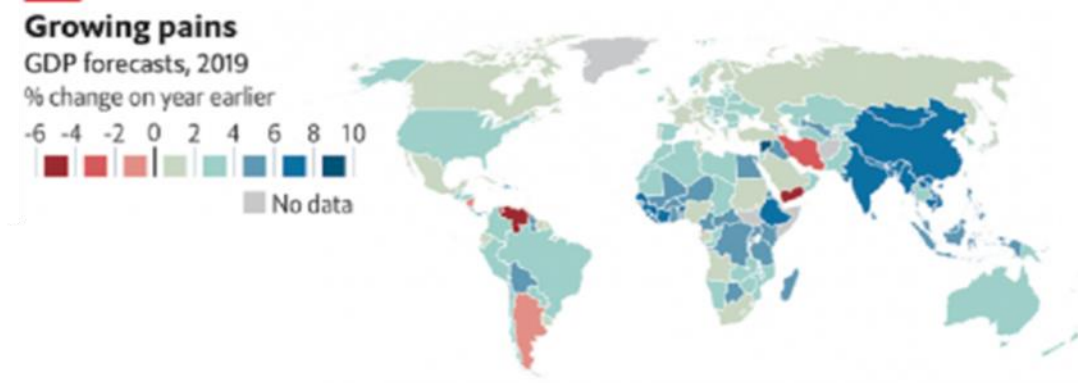 Growing pains
GDP forecasts, 2019
% change on year earlier
-6 -4 -2 0 2 4 6 8 10
No data